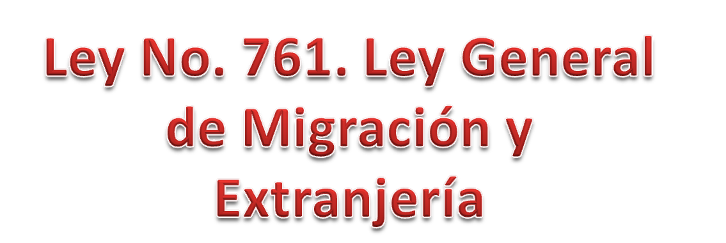 Ley No. 761. Ley General
de Migración y
Extranjería